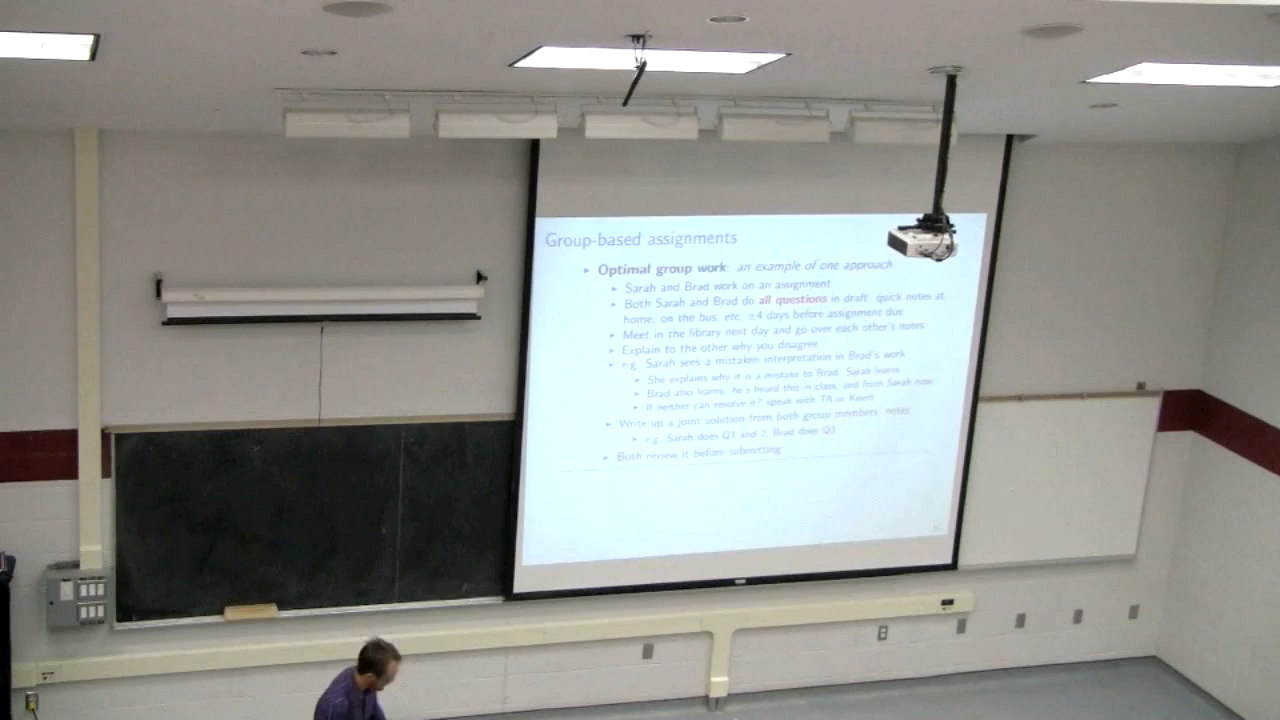 Group-based assignments
Optimal group work: an example of one approach
Sarah and Brad work on an assignment
Both Sarah and Brad do all questions in draft: quick notes at
home, on the bus, etc. ±4 days before assignment due
Meet in the library next day and go over each other's notes
Explain to the other why you disagree
e.g. Sarah sees a mistaken interpretation in Brad's work
She explains why it is a mistake to Brad. Sarah learns
Brad also learns: he's heard this in class, and from Sarah now
If neither can resolve it? speak with TA or Kevin
Write up a joint solution from both group members' notes
e.g. Sarah does Q1 and 2, Brad does Q3
Both review it before submitting